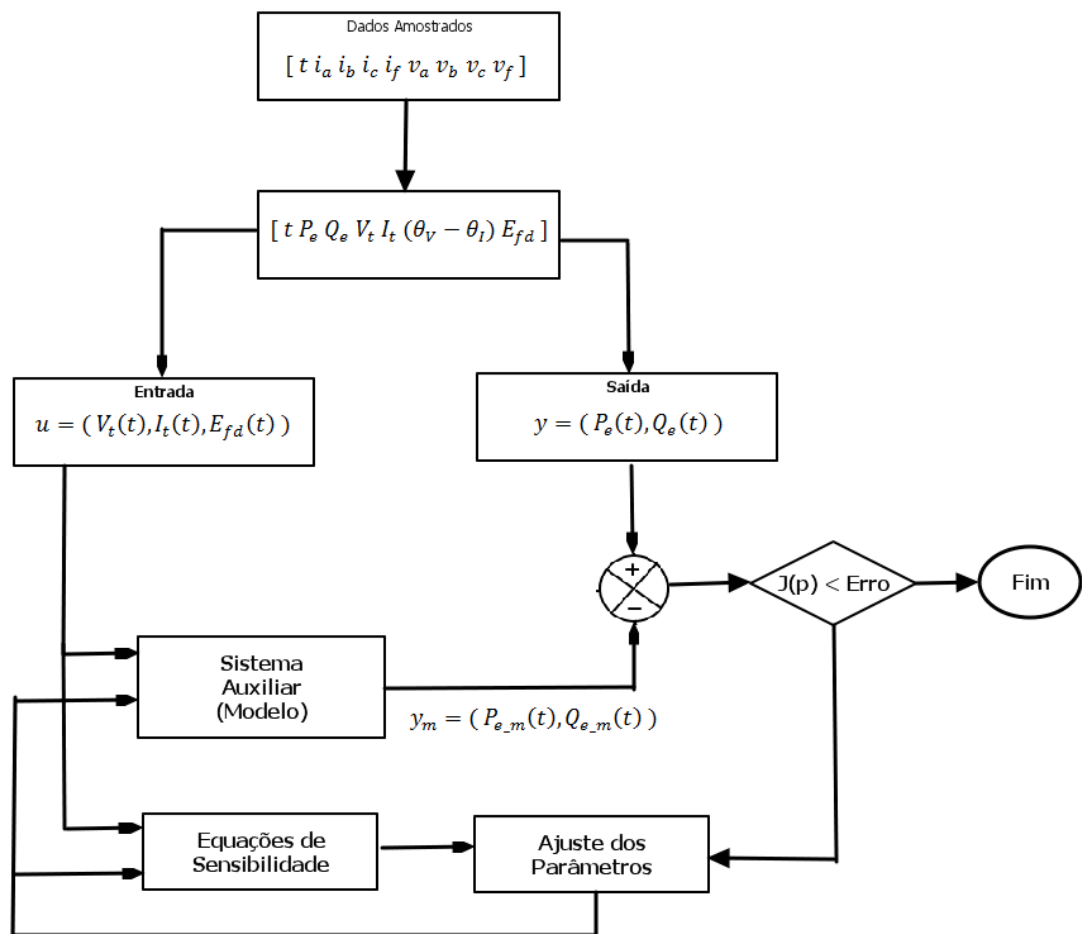 Dados Amostrados
[ t i_a i_b i_c i_f v_a v_b v_c v_f ]
[ t P_e Q_e V_t I_t (θ_V − θ_I) E_fd ]
Entrada
u = ( V_t(t), I_t(t), E_fd(t) )
Saída
y = ( P_e(t), Q_e(t) )
+
−
J(p) < Erro
Fim
Sistema
Auxiliar
(Modelo)
y_m = ( P_e_m(t), Q_e_m(t) )
Equações de
Sensibilidade
Ajuste dos
Parâmetros